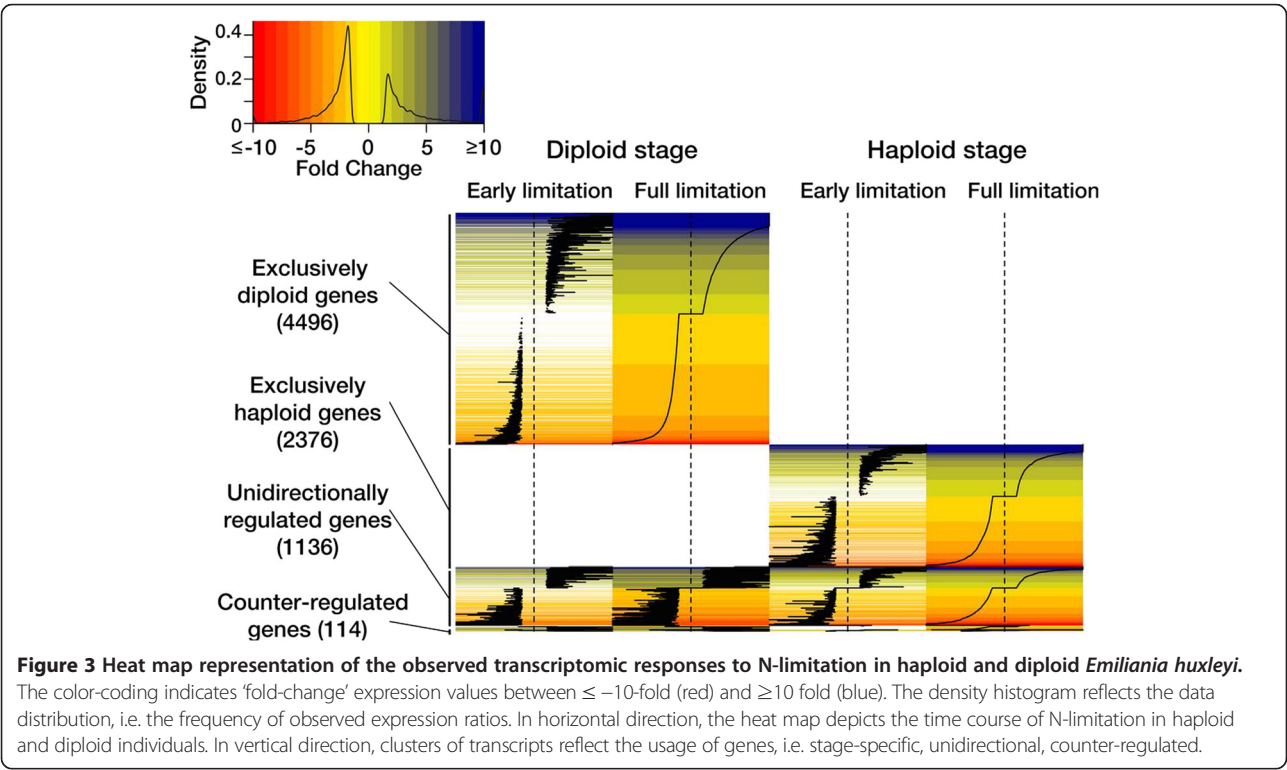 0.4
0.2
0
Density
≤-10 -5 0 5 ≥10
Fold Change
Diploid stage Haploid stage
Early limitation Full limitation Early limitation Full limitation
Exclusively
diploid genes
(4496)
Exclusively
haploid genes
(2376)
Unidirectionally
regulated genes
(1136)
Counter-regulated
genes (114)
Figure 3 Heat map representation of the observed transcriptomic responses to N-limitation in haploid and diploid Emiliania huxleyi.
The color-coding indicates ‘fold-change’ expression values between ≤ −10-fold (red) and ≥10 fold (blue). The density histogram reflects the data
distribution, i.e. the frequency of observed expression ratios. In horizontal direction, the heat map depicts the time course of N-limitation in haploid
and diploid individuals. In vertical direction, clusters of transcripts reflect the usage of genes, i.e. stage-specific, unidirectional, counter-regulated.